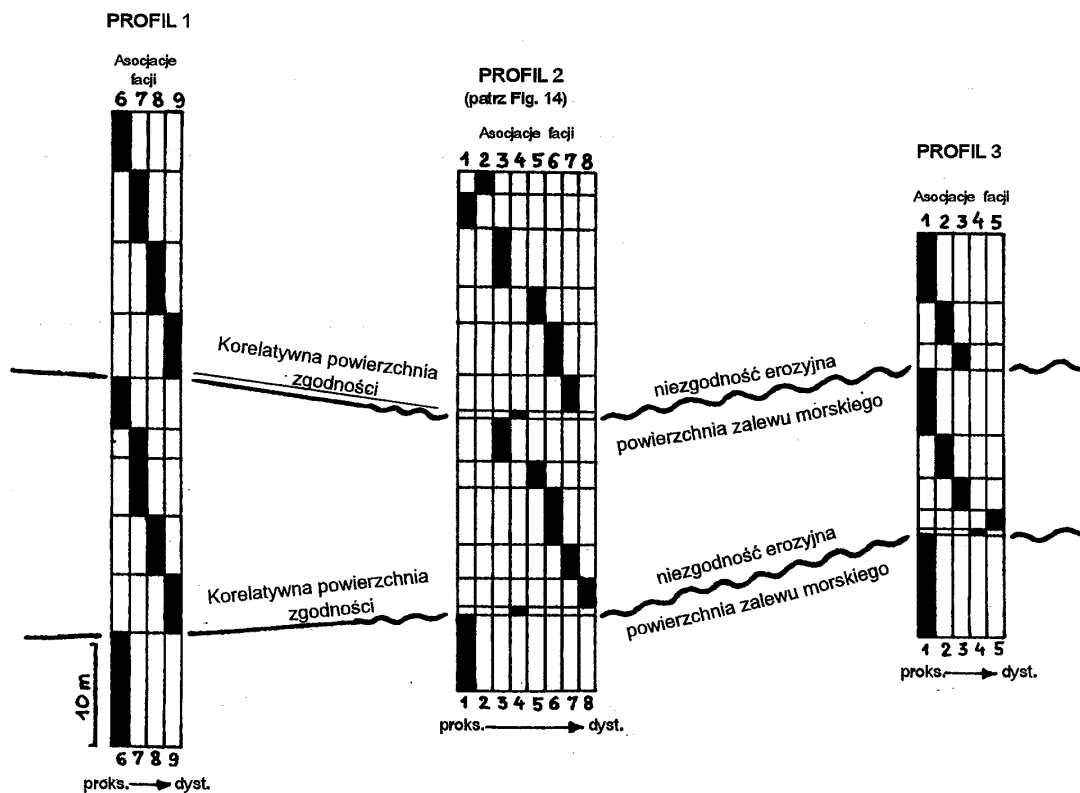 PROFIL 1
Asocjacje
facji
6 7 8 9
PROFIL 2
(patrz Fig. 14)
Asocjacje facji
1 2 3 4 5 6 7 8
PROFIL 3
Asocjacje facji
1 2 3 4 5
Korelatywna powierzchnia
zgodności
niezgodność erozyjna
powierzchnia zalewu morskiego
Korelatywna powierzchnia
zgodności
niezgodność erozyjna
powierzchnia zalewu morskiego
10 m
6 7 8 9
proks. dyst.
1 2 3 4 5 6 7 8
proks. dyst.
1 2 3 4 5
proks. dyst.